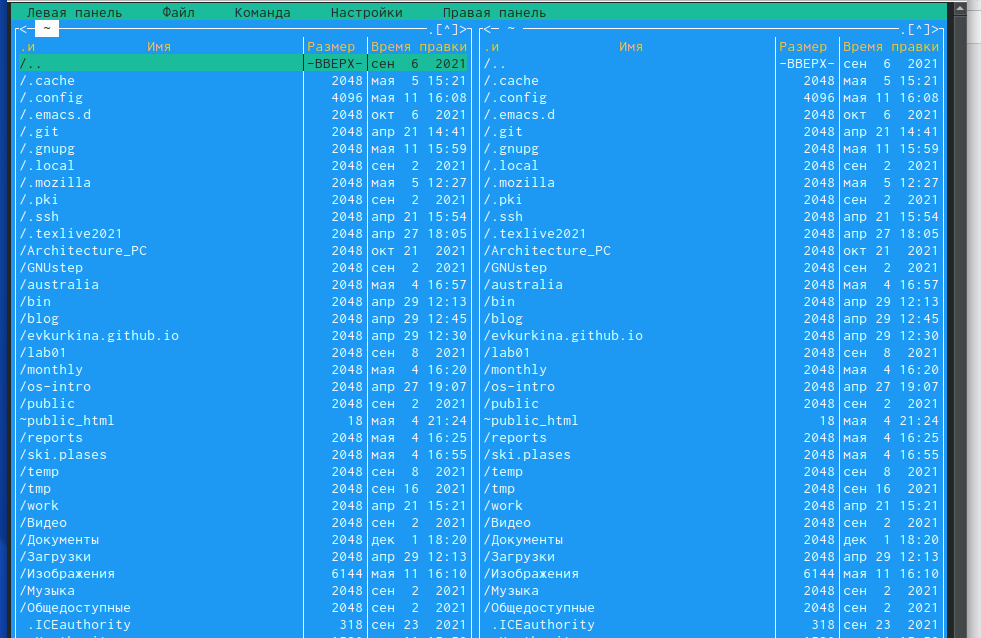 Левая панель Файл Команда Настройки Правая панель
<— ~ .[^]> <— ~ .[^]>
.и Имя Размер Время правки .и Имя Размер Время правки
/.. -ВВЕРХ- сен 6 2021 /.. -ВВЕРХ- сен 6 2021
/.cache 2048 мая 5 15:21 /.cache 2048 мая 5 15:21
/.config 4096 мая 11 16:08 /.config 4096 мая 11 16:08
/.emacs.d 2048 окт 6 2021 /.emacs.d 2048 окт 6 2021
/.git 2048 апр 21 14:41 /.git 2048 апр 21 14:41
/.gnupg 2048 мая 11 15:59 /.gnupg 2048 мая 11 15:59
/.local 2048 сен 2 2021 /.local 2048 сен 2 2021
/.mozilla 2048 мая 5 12:27 /.mozilla 2048 мая 5 12:27
/.pki 2048 сен 2 2021 /.pki 2048 сен 2 2021
/.ssh 2048 апр 21 15:54 /.ssh 2048 апр 21 15:54
/.texlive2021 2048 апр 27 18:05 /.texlive2021 2048 апр 27 18:05
/Architecture_PC 2048 окт 21 2021 /Architecture_PC 2048 окт 21 2021
/GNUstep 2048 сен 2 2021 /GNUstep 2048 сен 2 2021
/australia 2048 мая 4 16:57 /australia 2048 мая 4 16:57
/bin 2048 апр 29 12:13 /bin 2048 апр 29 12:13
/blog 2048 апр 29 12:45 /blog 2048 апр 29 12:45
/evkurkina.github.io 2048 апр 29 12:30 /evkurkina.github.io 2048 апр 29 12:30
/lab01 2048 сен 8 2021 /lab01 2048 сен 8 2021
/monthly 2048 мая 4 16:20 /monthly 2048 мая 4 16:20
/os-intro 2048 апр 27 19:07 /os-intro 2048 апр 27 19:07
/public 2048 сен 2 2021 /public 2048 сен 2 2021
~public_html 18 мая 4 21:24 ~public_html 18 мая 4 21:24
/reports 2048 мая 4 16:25 /reports 2048 мая 4 16:25
/ski.plases 2048 мая 4 16:55 /ski.plases 2048 мая 4 16:55
/temp 2048 сен 8 2021 /temp 2048 сен 8 2021
/tmp 2048 сен 16 2021 /tmp 2048 сен 16 2021
/work 2048 апр 21 15:21 /work 2048 апр 21 15:21
/Видео 2048 сен 2 2021 /Видео 2048 сен 2 2021
/Документы 2048 дек 1 18:20 /Документы 2048 дек 1 18:20
/Загрузки 2048 апр 29 12:13 /Загрузки 2048 апр 29 12:13
/Изображения 6144 мая 11 16:10 /Изображения 6144 мая 11 16:10
/Музыка 2048 сен 2 2021 /Музыка 2048 сен 2 2021
/Общедоступные 2048 сен 2 2021 /Общедоступные 2048 сен 2 2021
.ICEauthority 318 сен 23 2021 .ICEauthority 318 сен 23 2021